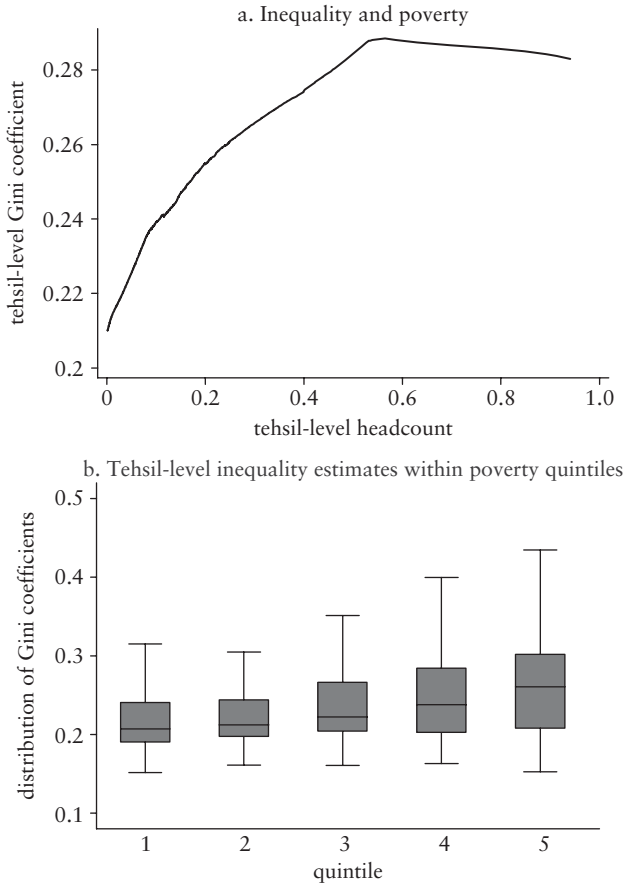 a. Inequality and poverty
tehsil-level Gini coefficient
0.28
0.26
0.24
0.22
0.2
0 0.2 0.4 0.6 0.8 1.0
tehsil-level headcount
b. Tehsil-level inequality estimates within poverty quintiles
distribution of Gini coefficients
0.5
0.4
0.3
0.2
0.1
1 2 3 4 5
quintile